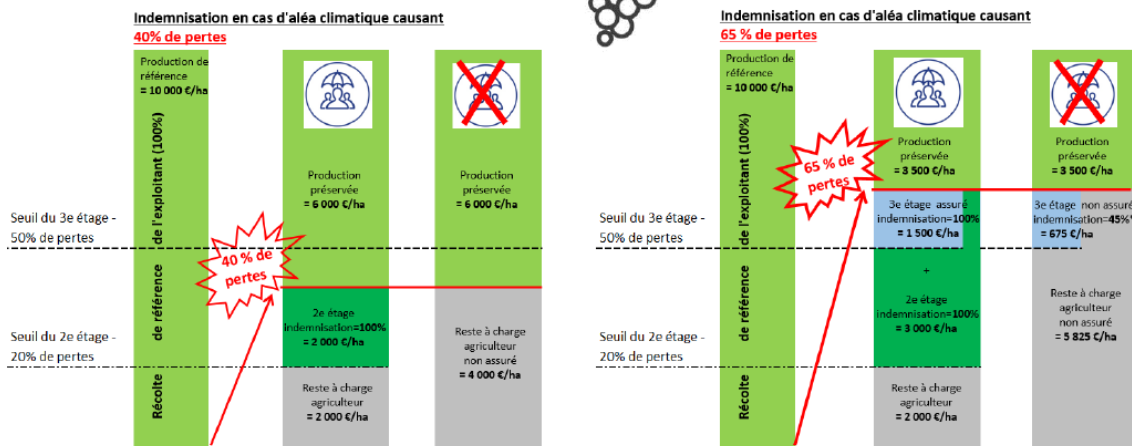 Indemnisation en cas d'aléa climatique causant
40% de pertes
Production de
référence
= 10 000 €/ha
Récolte de référence de l'exploitant (100%)
Seuil du 3e étage -
50% de pertes
Seuil du 2e étage -
20% de pertes
40 % de
pertes
Production
préservée
= 6 000 €/ha
2e étage
indemnisation=100%
= 2 000 €/ha
Reste à charge
agriculteur
= 2 000 €/ha
Production
préservée
= 6 000 €/ha
Reste à charge
agriculteur
non assuré
= 4 000 €/ha
Indemnisation en cas d'aléa climatique causant
65 % de pertes
Production de
référence
= 10 000 €/ha
Récolte de référence de l'exploitant (100%)
Seuil du 3e étage -
50% de pertes
Seuil du 2e étage -
20% de pertes
65 % de
pertes
Production
préservée
= 3 500 €/ha
3e étage assuré
indemnisation=100%
= 1 500 €/ha
+
2e étage
indemnisation=100%
= 3 000 €/ha
Reste à charge
agriculteur
= 2 000 €/ha
Production
préservée
= 3 500 €/ha
3e étage non assuré
indemnisation=45%*
= 675 €/ha
Reste à charge
agriculteur
non assuré
= 5 825 €/ha